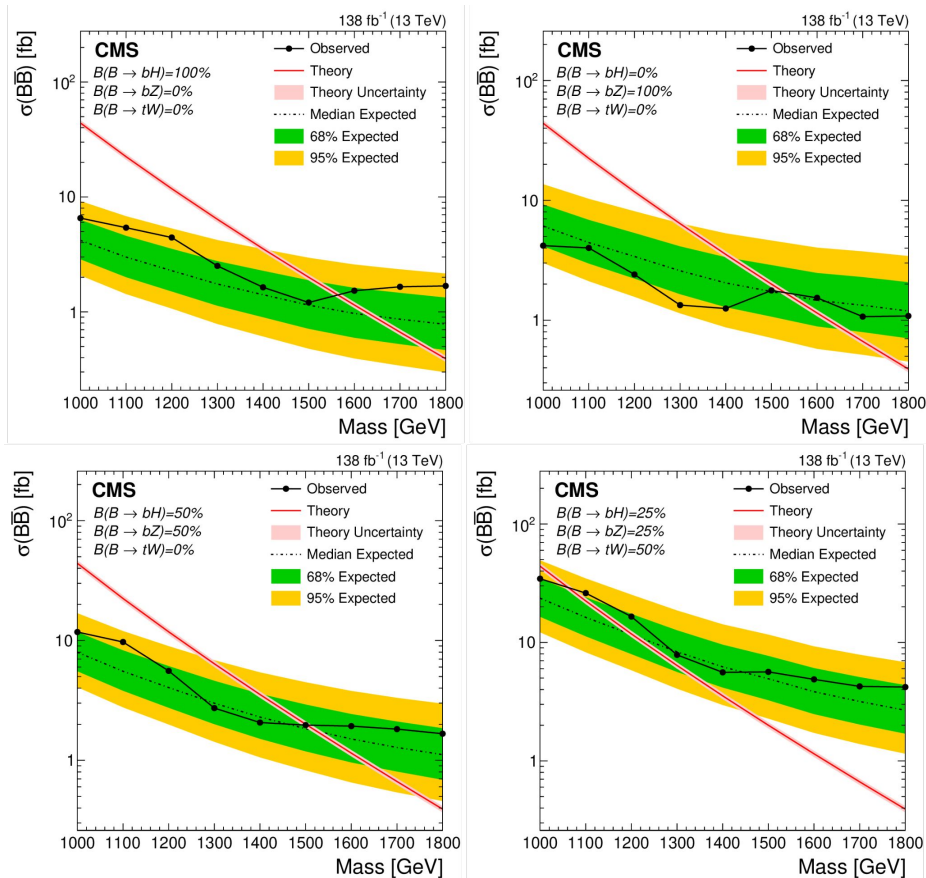 138 fb⁻¹ (13 TeV)
CMS
B(B → bH)=100%
B(B → bZ)=0%
B(B → tW)=0%
Observed
Theory
Theory Uncertainty
Median Expected
68% Expected
95% Expected
σ(BB̅) [fb]
10²
10
1
1000 1100 1200 1300 1400 1500 1600 1700 1800
Mass [GeV]
138 fb⁻¹ (13 TeV)
CMS
B(B → bH)=0%
B(B → bZ)=100%
B(B → tW)=0%
Observed
Theory
Theory Uncertainty
Median Expected
68% Expected
95% Expected
σ(BB̅) [fb]
10²
10
1
1000 1100 1200 1300 1400 1500 1600 1700 1800
Mass [GeV]
138 fb⁻¹ (13 TeV)
CMS
B(B → bH)=50%
B(B → bZ)=50%
B(B → tW)=0%
Observed
Theory
Theory Uncertainty
Median Expected
68% Expected
95% Expected
σ(BB̅) [fb]
10²
10
1
1000 1100 1200 1300 1400 1500 1600 1700 1800
Mass [GeV]
138 fb⁻¹ (13 TeV)
CMS
B(B → bH)=25%
B(B → bZ)=25%
B(B → tW)=50%
Observed
Theory
Theory Uncertainty
Median Expected
68% Expected
95% Expected
σ(BB̅) [fb]
10²
10
1
1000 1100 1200 1300 1400 1500 1600 1700 1800
Mass [GeV]